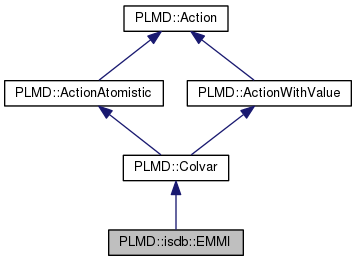 PLMD::Action
PLMD::ActionAtomistic
PLMD::ActionWithValue
PLMD::Colvar
PLMD::isdb::EMMI